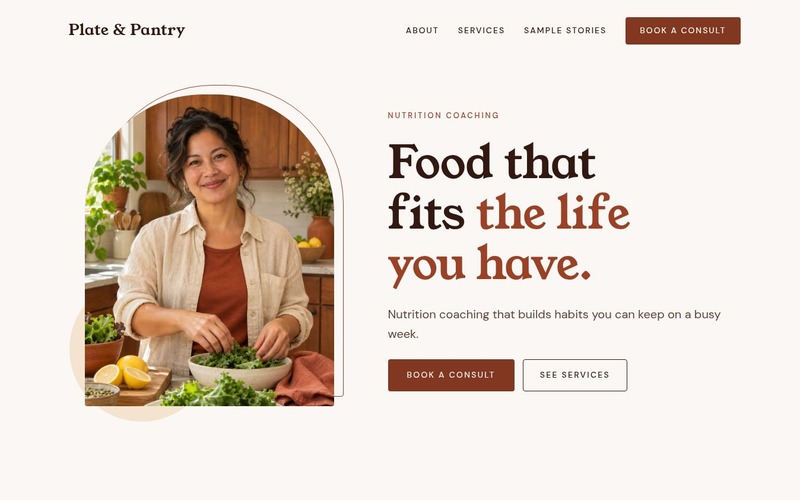 Plate & Pantry
ABOUT
SERVICES
SAMPLE STORIES
BOOK A CONSULT
NUTRITION COACHING
Food that
fits the life
you have.
Nutrition coaching that builds habits you can keep on a busy
week.
BOOK A CONSULT
SEE SERVICES